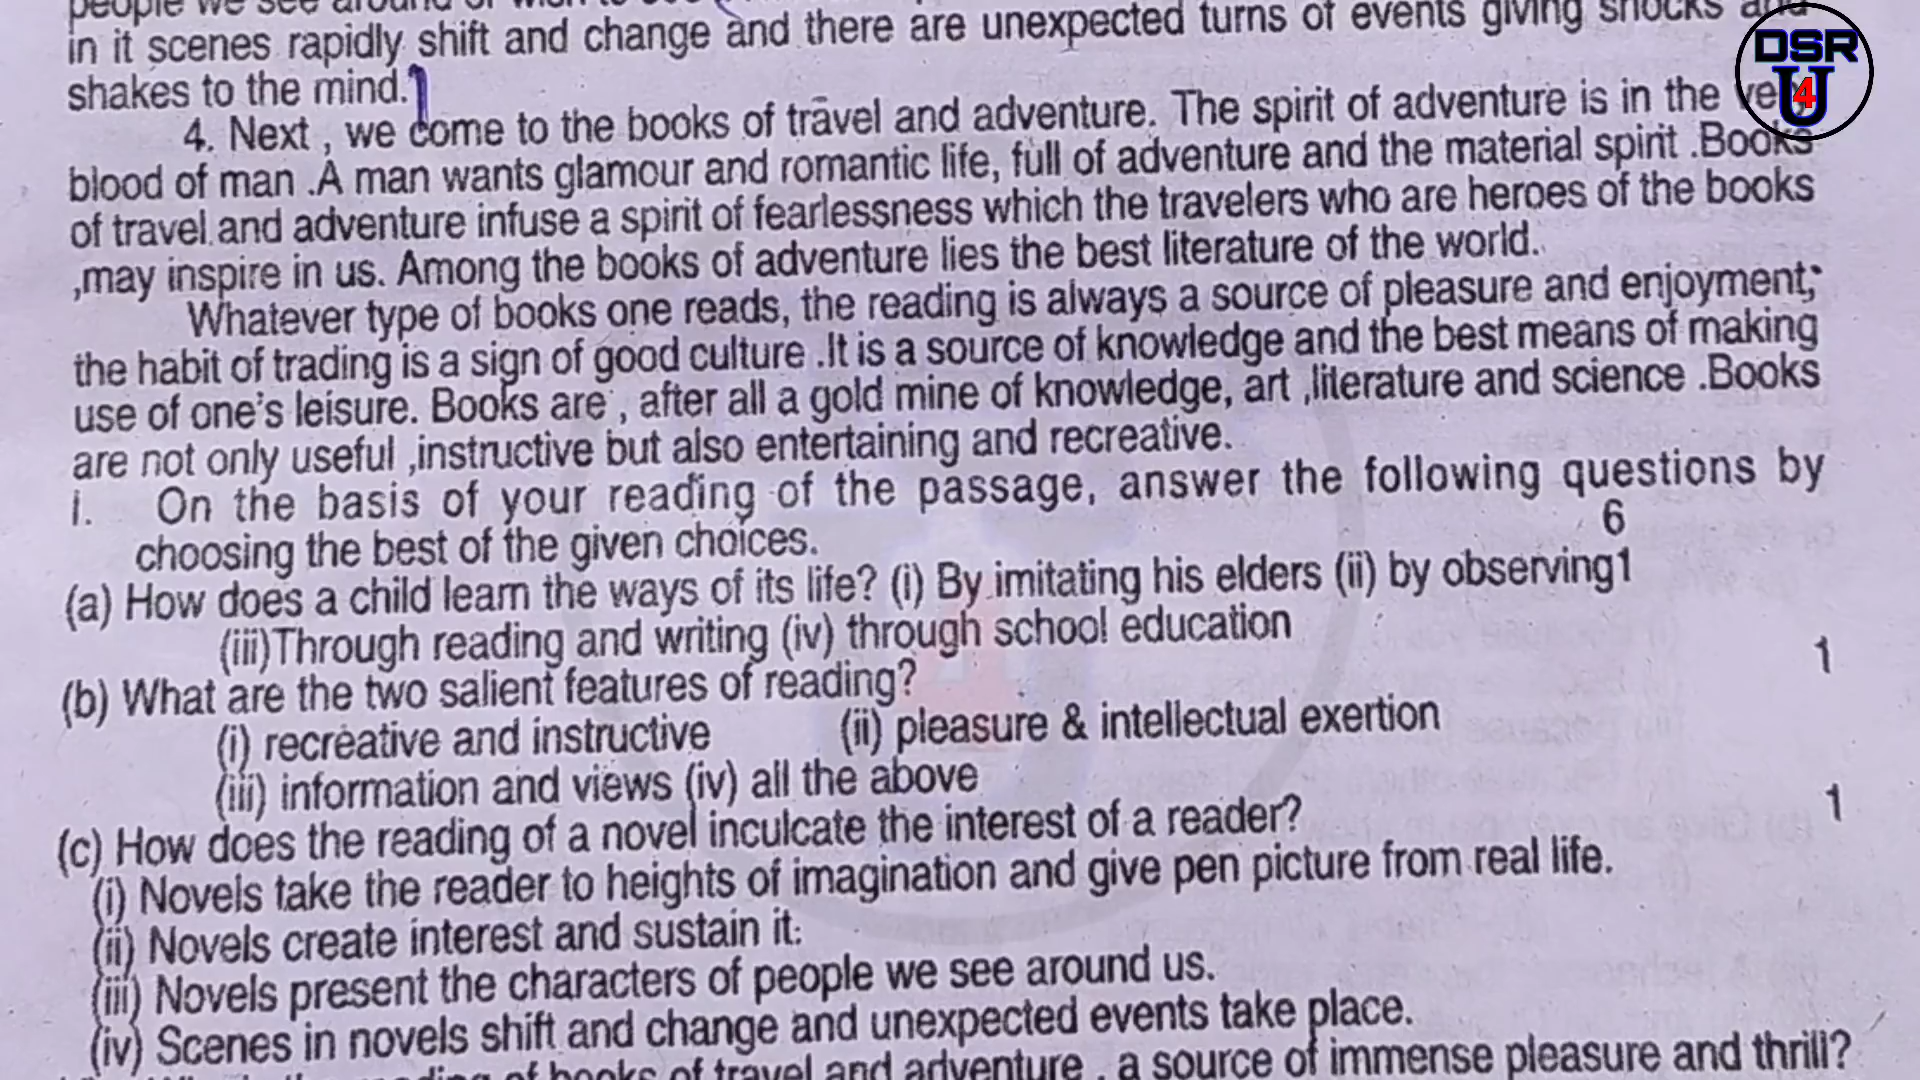 people we see around or wish to see
in it scenes rapidly shift and change and there are unexpected turns of events giving shocks and
shakes to the mind.
4. Next , we come to the books of travel and adventure. The spirit of adventure is in the very
blood of man .A man wants glamour and romantic life, full of adventure and the material spirit .Books
of travel and adventure infuse a spirit of fearlessness which the travelers who are heroes of the books
,may inspire in us. Among the books of adventure lies the best literature of the world.
Whatever type of books one reads, the reading is always a source of pleasure and enjoyment;
the habit of trading is a sign of good culture .It is a source of knowledge and the best means of making
use of one's leisure. Books are , after all a gold mine of knowledge, art ,literature and science .Books
are not only useful ,instructive but also entertaining and recreative.
i. On the basis of your reading of the passage, answer the following questions by
choosing the best of the given choices. 6
(a) How does a child learn the ways of its life? (i) By imitating his elders (ii) by observing1
(iii)Through reading and writing (iv) through school education
(b) What are the two salient features of reading? 1
(i) recreative and instructive (ii) pleasure & intellectual exertion
(iii) information and views (iv) all the above
(c) How does the reading of a novel inculcate the interest of a reader? 1
(i) Novels take the reader to heights of imagination and give pen picture from real life.
(ii) Novels create interest and sustain it:
(iii) Novels present the characters of people we see around us.
(iv) Scenes in novels shift and change and unexpected events take place.
reading of books of travel and adventure , a source of immense pleasure and thrill?
DSR
U
4